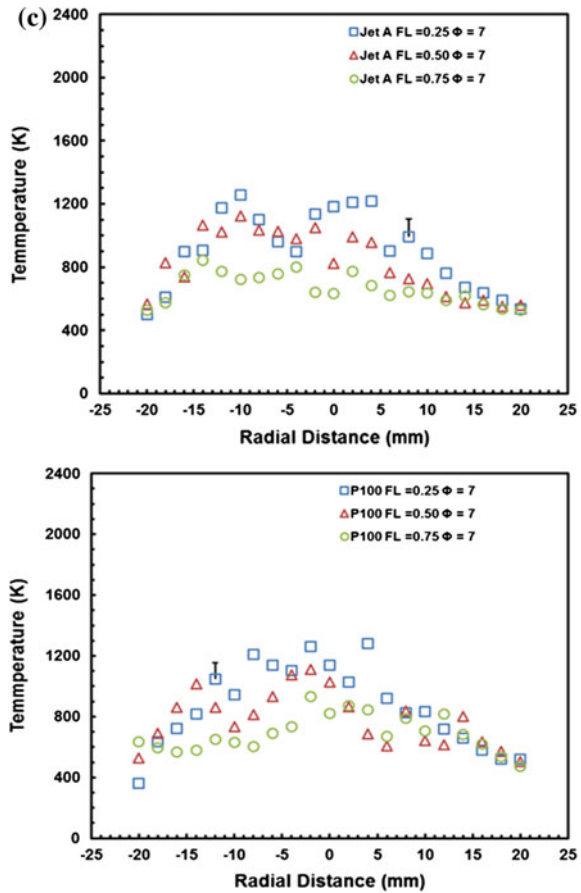 (c)
2400
2000
1600
1200
800
400
0
Jet A FL =0.25 Φ = 7
Jet A FL =0.50 Φ = 7
Jet A FL =0.75 Φ = 7
Temmperature (K)
-25 -20 -15 -10 -5 0 5 10 15 20 25
Radial Distance (mm)
2400
2000
1600
1200
800
400
0
P100 FL =0.25 Φ = 7
P100 FL =0.50 Φ = 7
P100 FL =0.75 Φ = 7
Temmperature (K)
-25 -20 -15 -10 -5 0 5 10 15 20 25
Radial Distance (mm)